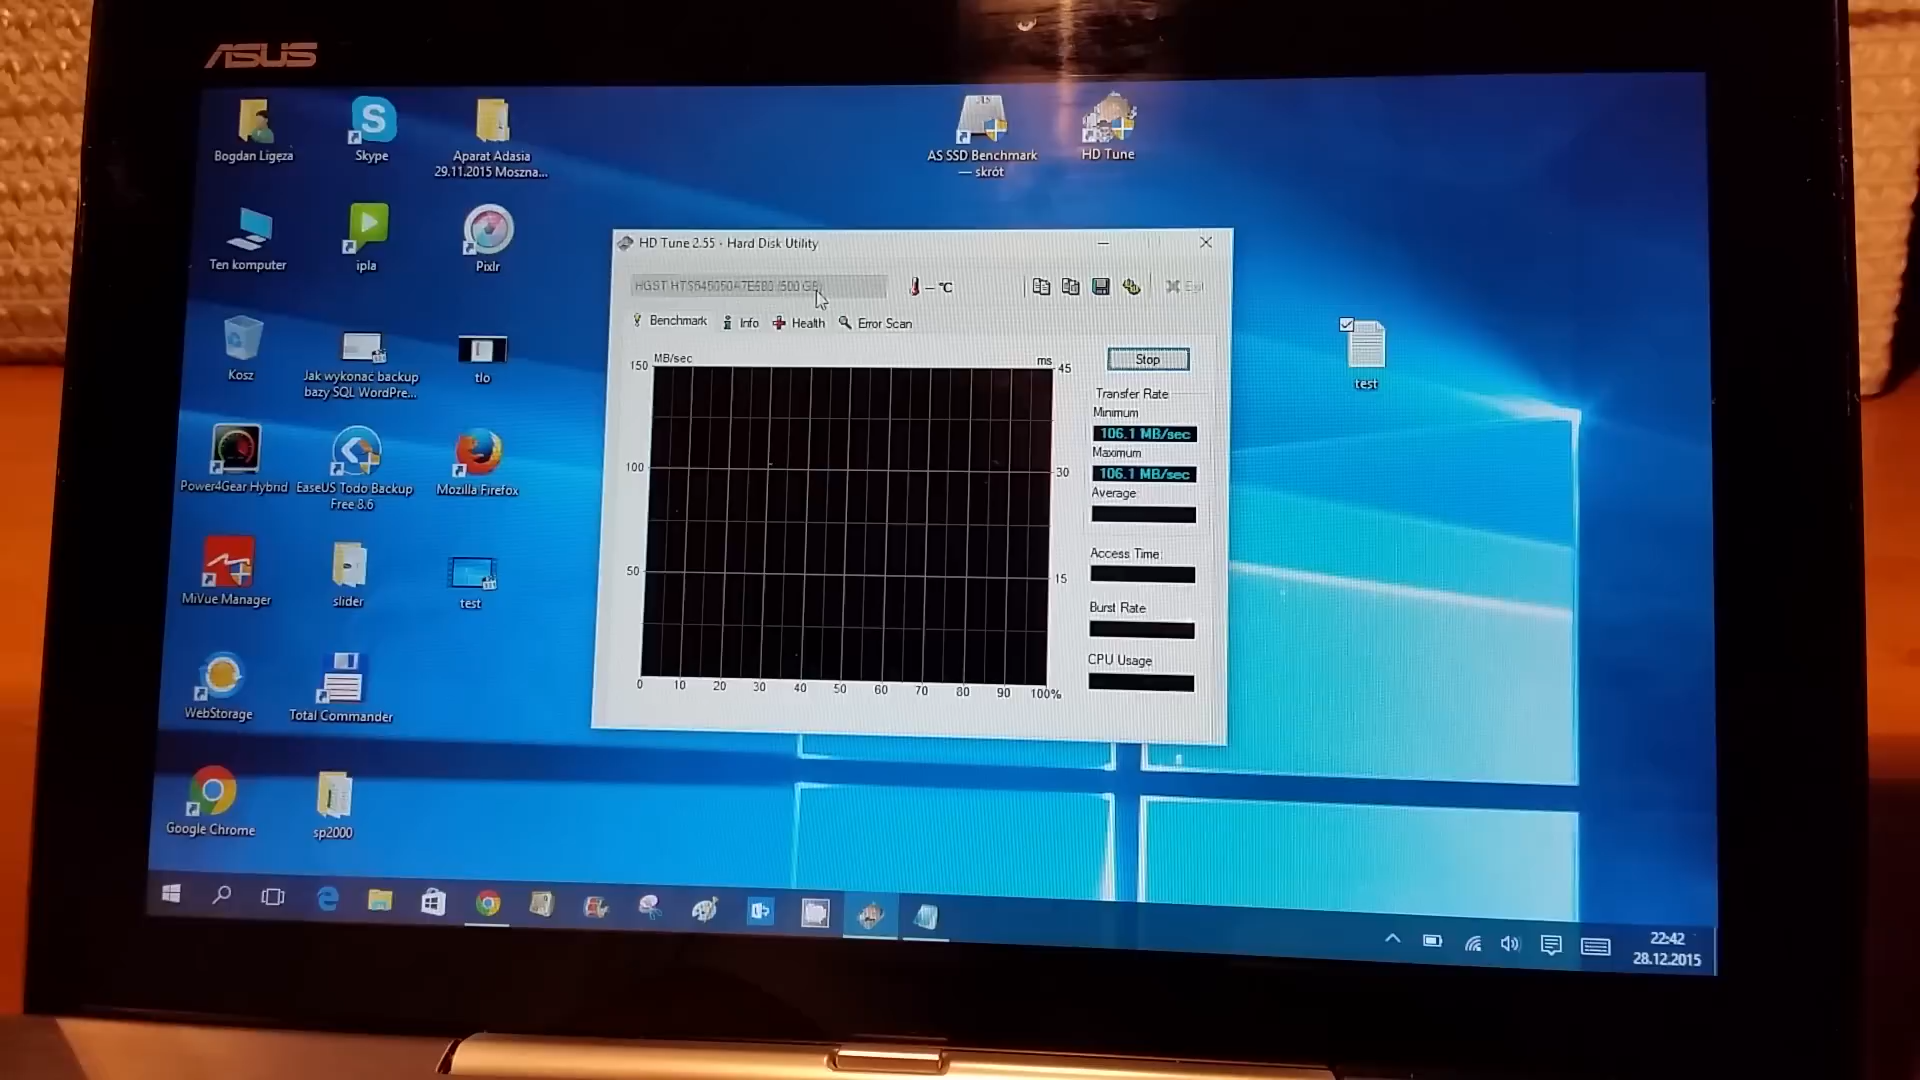 ASUS
Bogdan Ligęza
Skype
Aparat Adasia
29.11.2015 Moszna...
AS SSD Benchmark
— skrót
HD Tune
Ten komputer
ipla
Pixlr
Kosz
Jak wykonać backup
bazy SQL WordPre...
tlo
Power4Gear Hybrid
EaseUS Todo Backup
Free 8.6
Mozilla Firefox
MiVue Manager
slider
test
WebStorage
Total Commander
Google Chrome
sp2000
test
HD Tune 2.55 - Hard Disk Utility
HGST (500 GB)
– °C
Exit
Benchmark
Info
Health
Error Scan
MB/sec
ms
150
100
50
45
30
15
0 10 20 30 40 50 60 70 80 90 100%
Stop
Transfer Rate
Minimum
106.1 MB/sec
Maximum
106.1 MB/sec
Average
Access Time:
Burst Rate
CPU Usage
22:42
28.12.2015